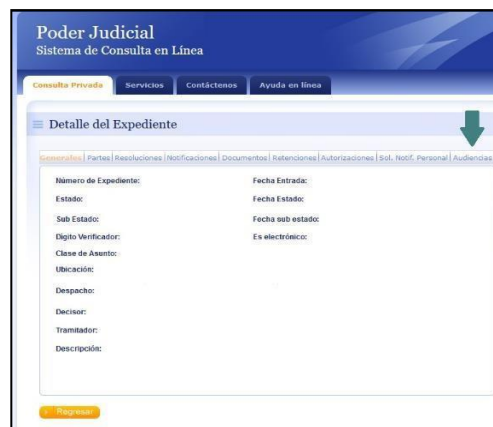 Poder Judicial
Sistema de Consulta en Línea
Consulta Privada Servicios Contáctenos Ayuda en línea
Detalle del Expediente
Generales | Partes | Resoluciones | Notificaciones | Documentos | Retenciones | Autorizaciones | Sol. Notif. Personal | Audiencias
Número de Expediente: Fecha Entrada:
Estado: Fecha Estado:
Sub Estado: Fecha sub estado:
Digito Verificador: Es electrónico:
Clase de Asunto:
Ubicación:
Despacho:
Decisor:
Tramitador:
Descripción:
Regresar